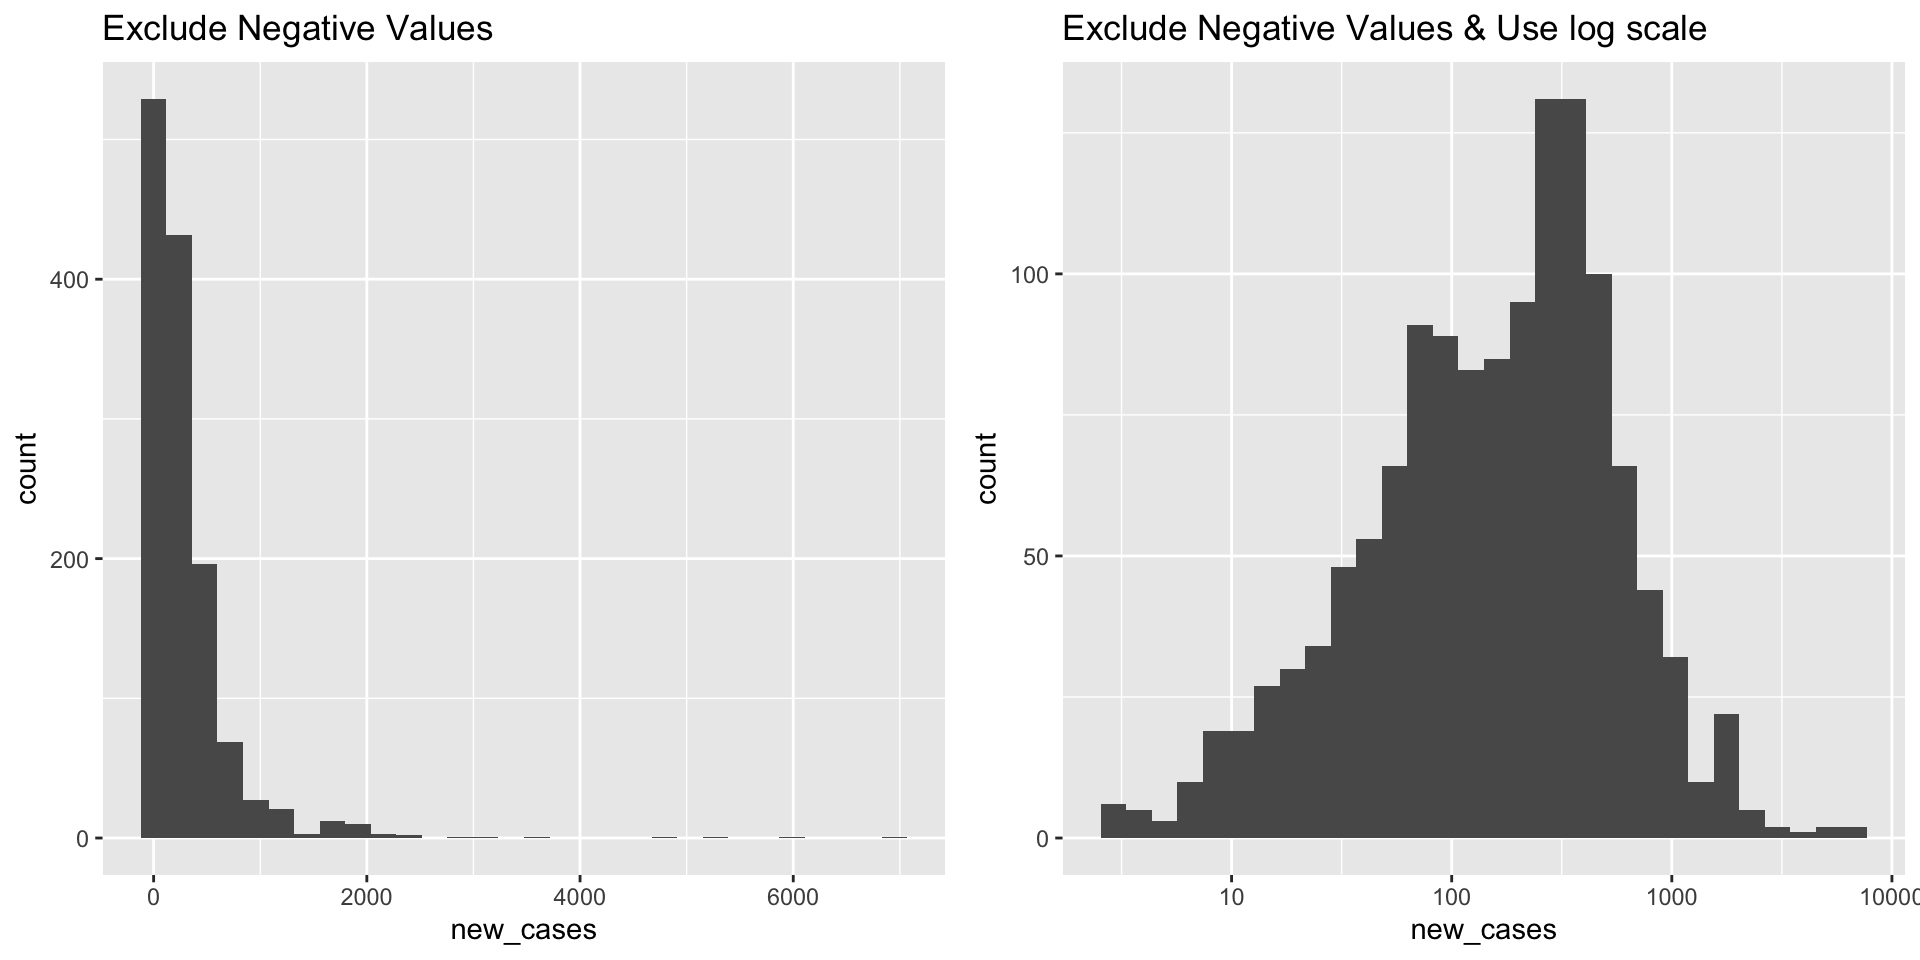 Exclude Negative Values
count
400
200
0
0
2000
4000
6000
new_cases
Exclude Negative Values & Use log scale
count
100
50
0
10
100
1000
10000
new_cases